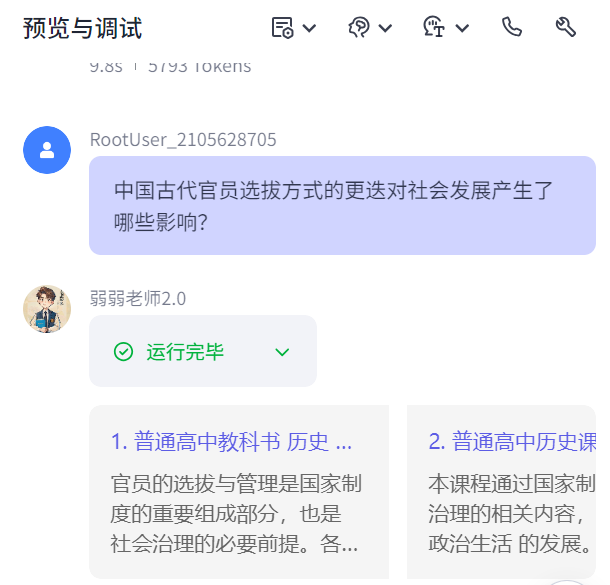 预览与调试
9.8s | 5793 Tokens
RootUser_2105628705
中国古代官员选拔方式的更迭对社会发展产生了
哪些影响？
弱弱老师2.0
运行完毕
1. 普通高中教科书 历史 ...
官员的选拔与管理是国家制
度的重要组成部分，也是
社会治理的必要前提。各...
2. 普通高中历史课
本课程通过国家制
治理的相关内容，
政治生活 的发展。